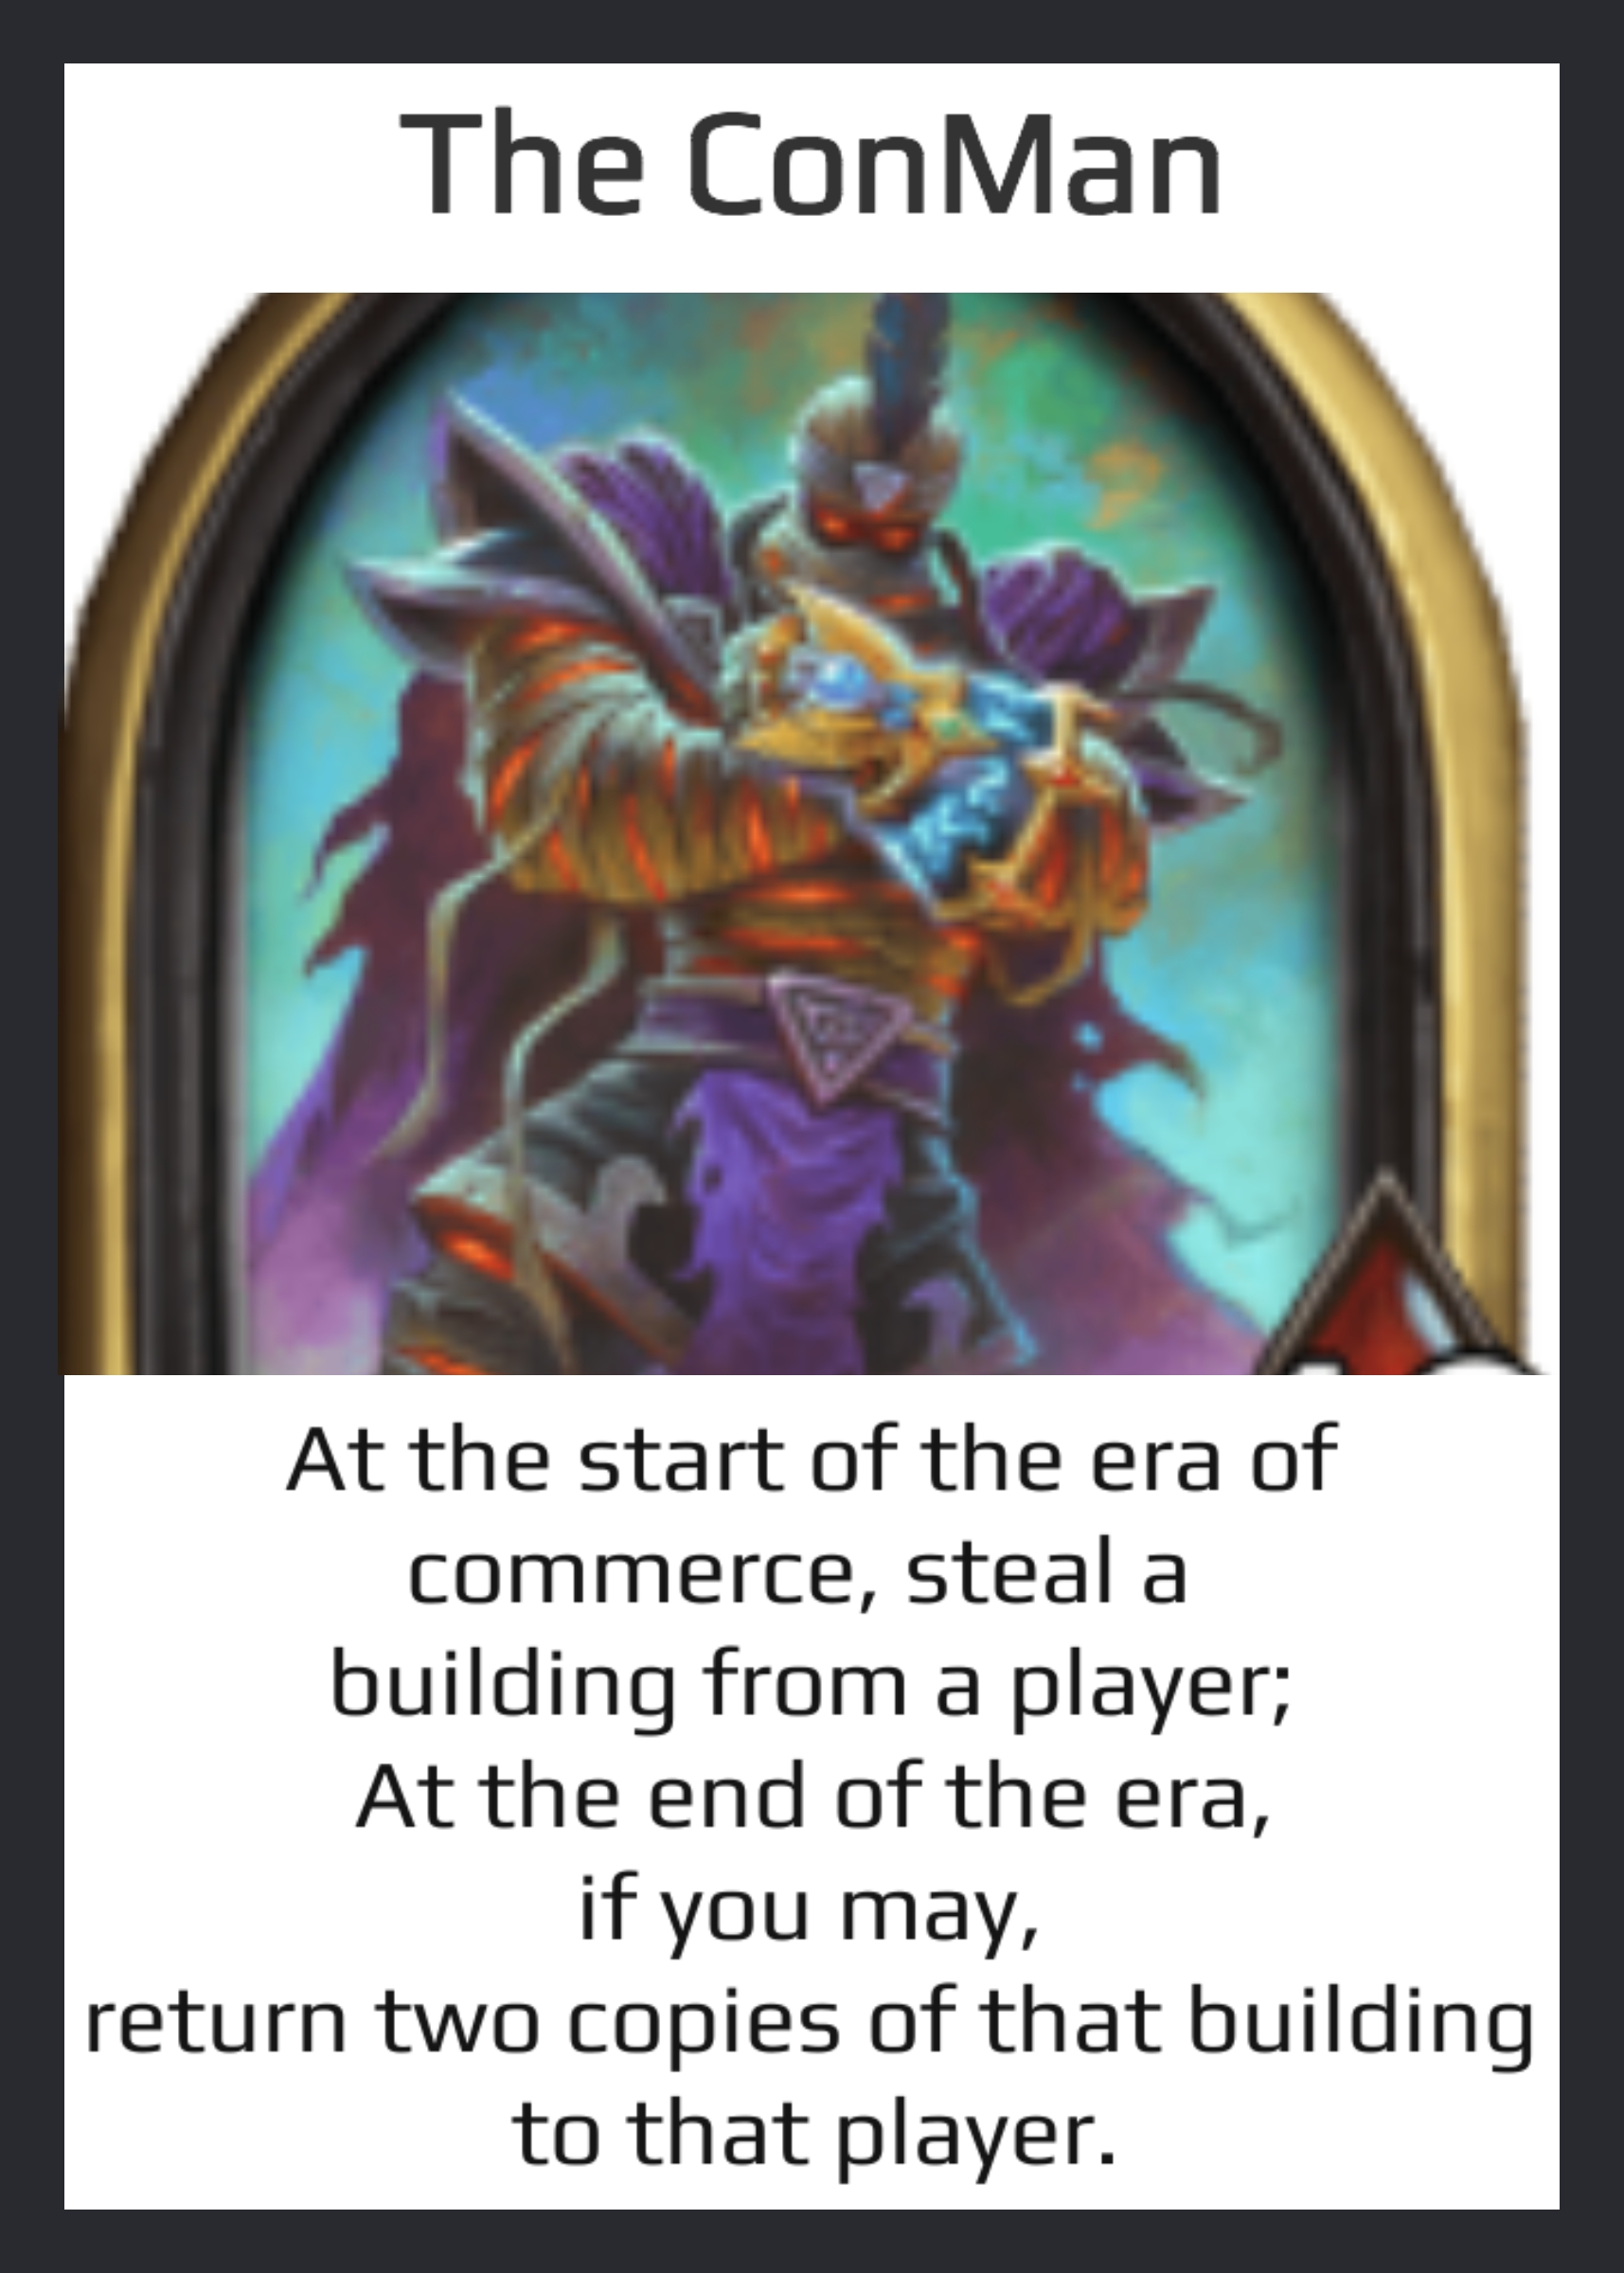 The ConMan
At the start of the era of
commerce, steal a
building from a player;
At the end of the era,
if you may,
return two copies of that building
to that player.